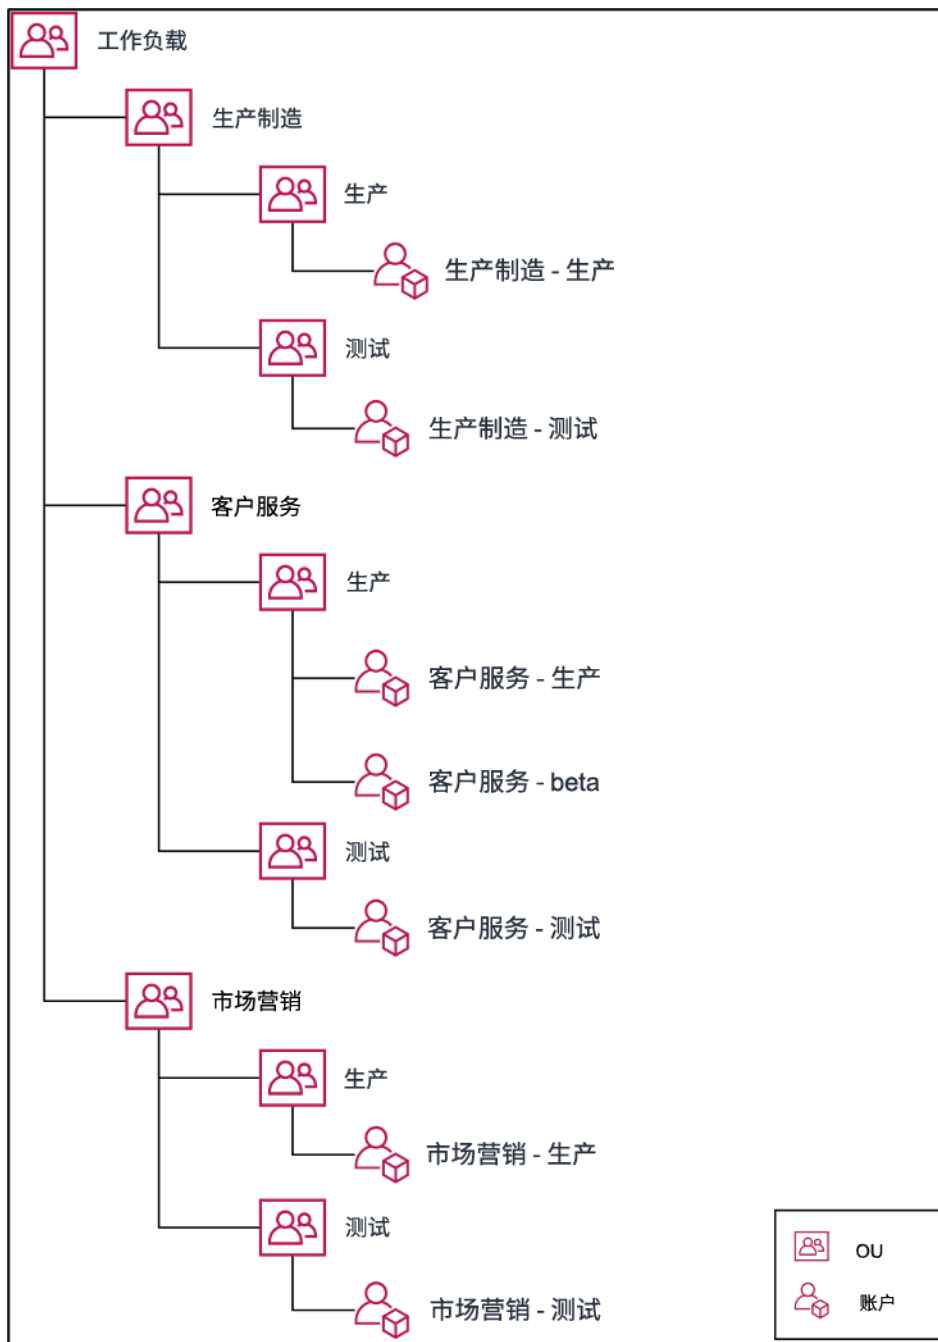 工作负载
生产制造
生产
生产制造 - 生产
测试
生产制造 - 测试
客户服务
生产
客户服务 - 生产
客户服务 - beta
测试
客户服务 - 测试
市场营销
生产
市场营销 - 生产
测试
市场营销 - 测试
OU
账户